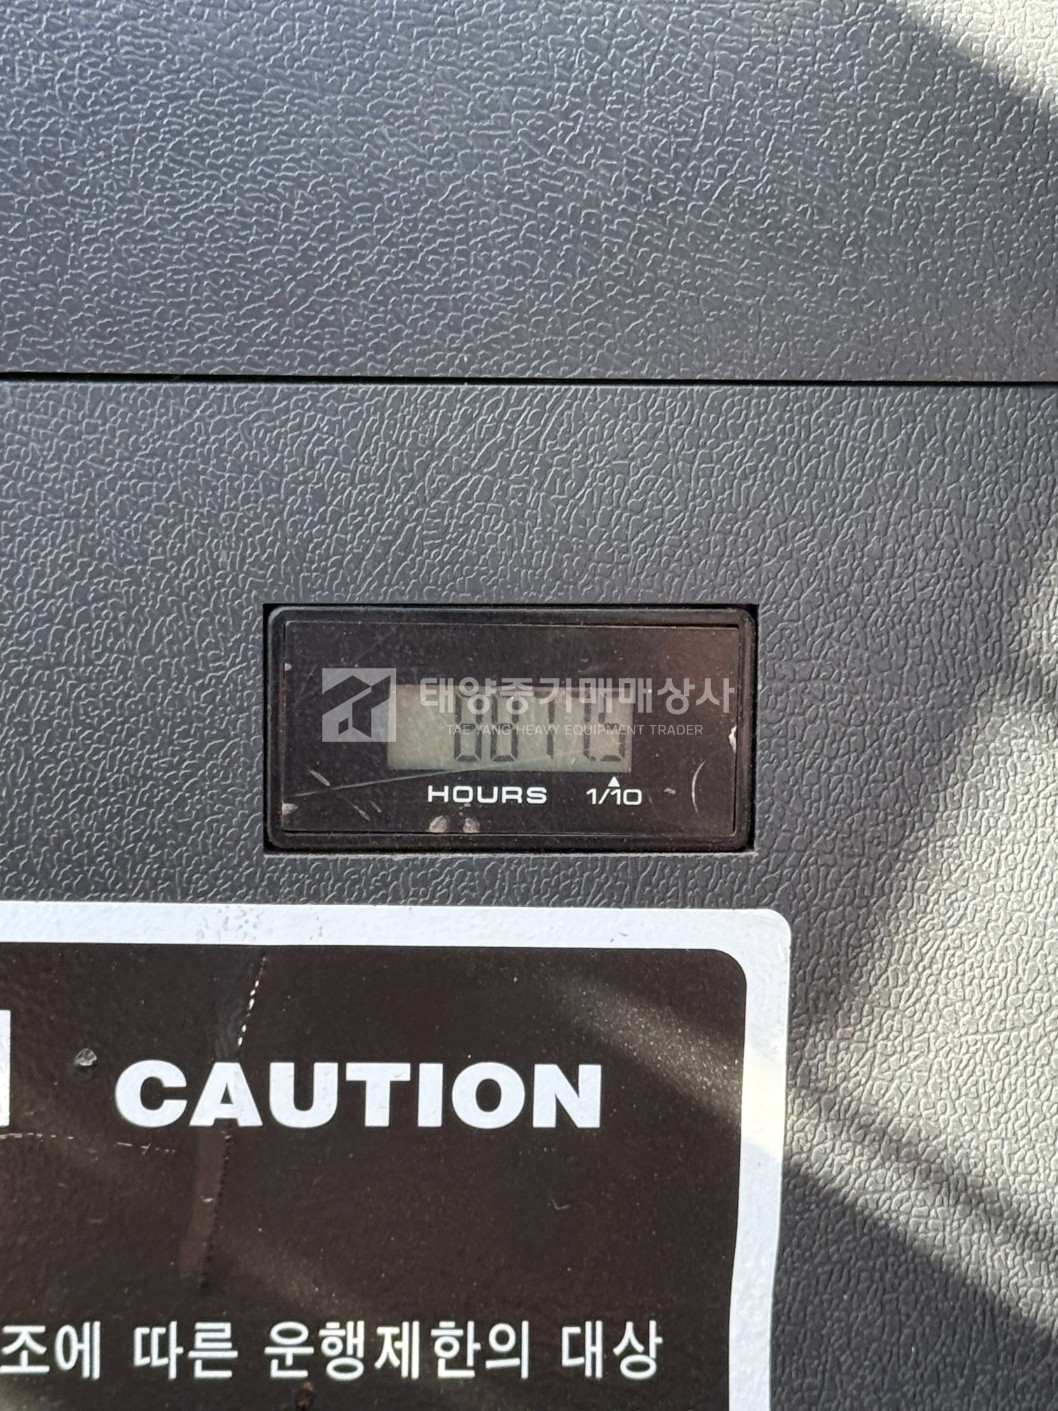 태양중기매매상사
TAE YANG HEAVY EQUIPMENT TRADER
HOURS 1/10
CAUTION
조에 따른 운행제한의 대상